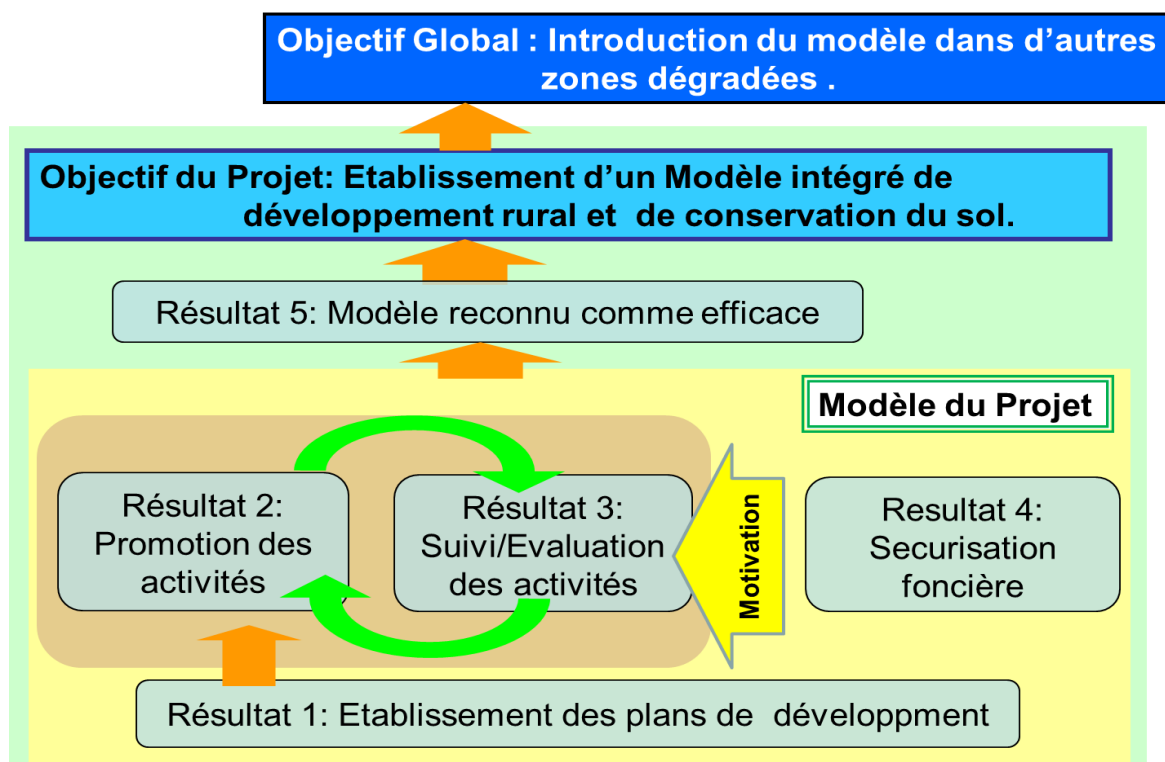 Objectif Global : Introduction du modèle dans d’autres
zones dégradées .
Objectif du Projet: Etablissement d’un Modèle intégré de
développement rural et de conservation du sol.
Résultat 5: Modèle reconnu comme efficace
Modèle du Projet
Résultat 2:
Promotion des
activités
Résultat 3:
Suivi/Evaluation
des activités
Motivation
Resultat 4:
Securisation
foncière
Résultat 1: Etablissement des plans de développment